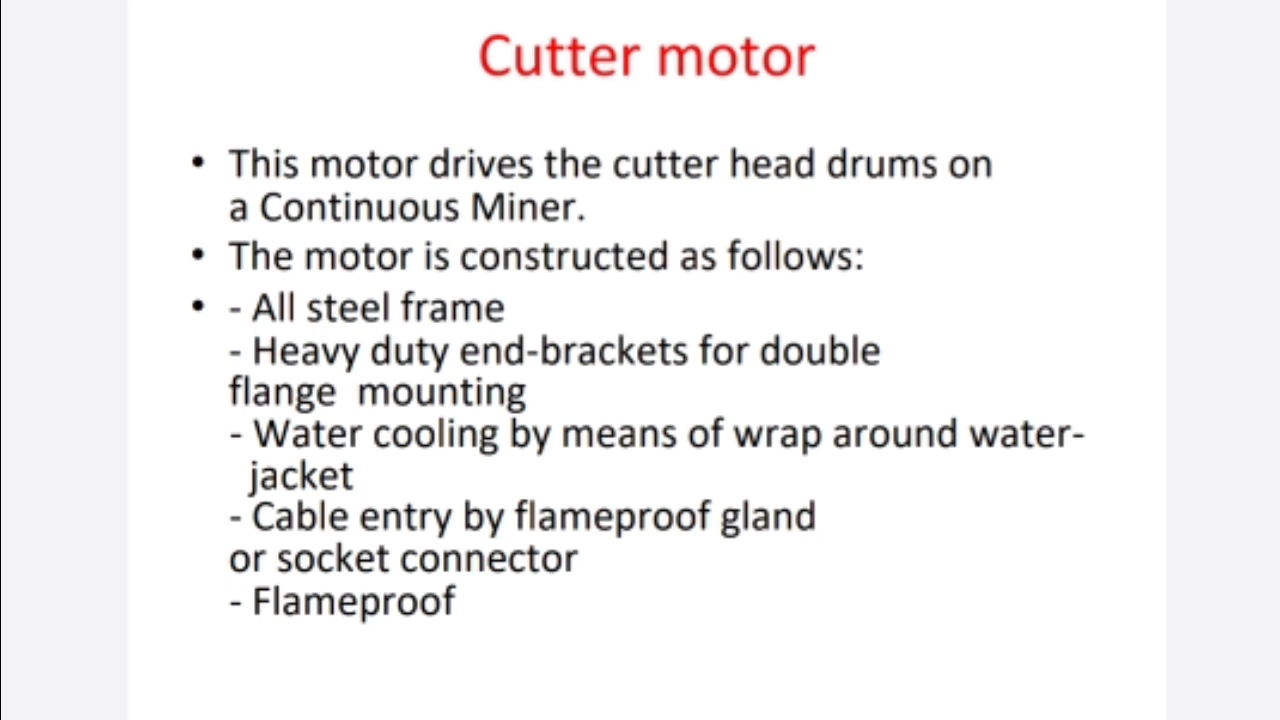 Cutter motor
• This motor drives the cutter head drums on
a Continuous Miner.
• The motor is constructed as follows:
• - All steel frame
- Heavy duty end-brackets for double
flange  mounting
- Water cooling by means of wrap around water-
jacket
- Cable entry by flameproof gland
or socket connector
- Flameproof